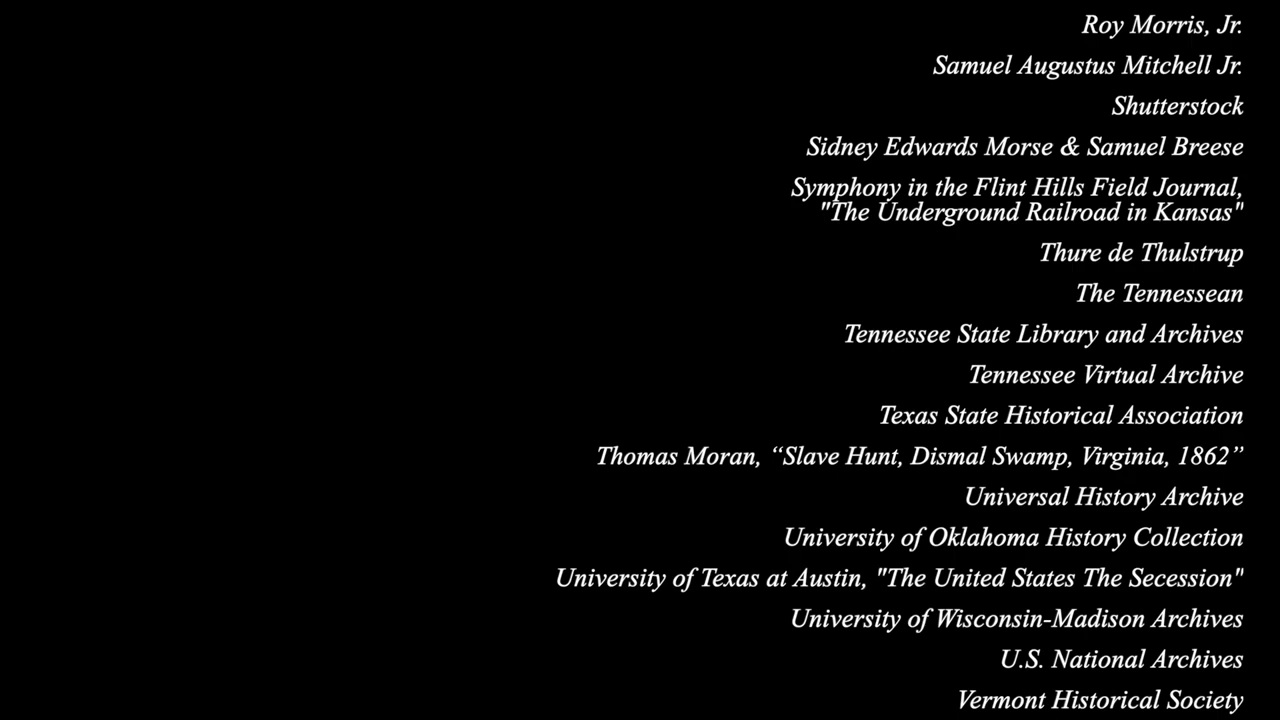 Roy Morris, Jr.
Samuel Augustus Mitchell Jr.
Shutterstock
Sidney Edwards Morse & Samuel Breese
Symphony in the Flint Hills Field Journal,
"The Underground Railroad in Kansas"
Thure de Thulstrup
The Tennessean
Tennessee State Library and Archives
Tennessee Virtual Archive
Texas State Historical Association
Thomas Moran, “Slave Hunt, Dismal Swamp, Virginia, 1862”
Universal History Archive
University of Oklahoma History Collection
University of Texas at Austin, "The United States The Secession"
University of Wisconsin-Madison Archives
U.S. National Archives
Vermont Historical Society